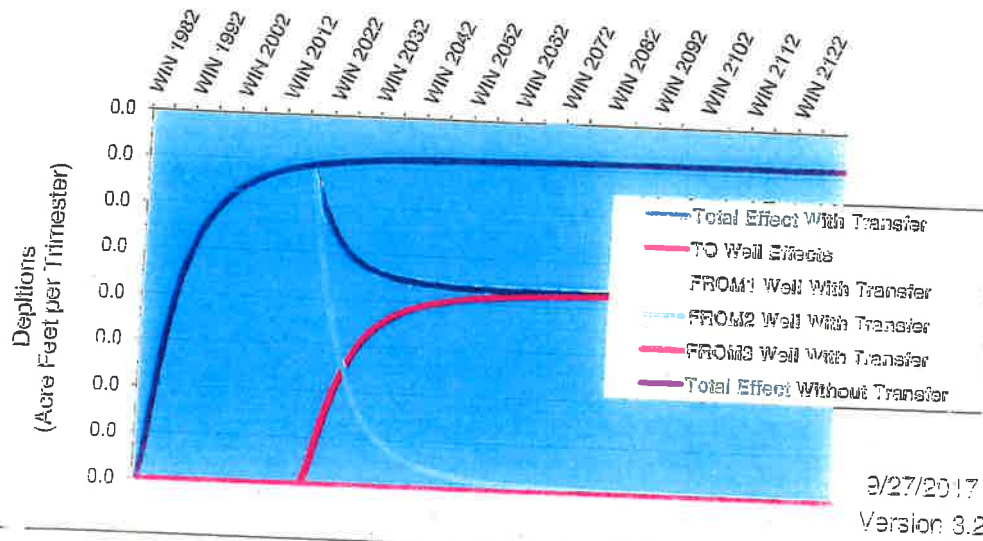 WIN 1982
WIN 1992
WIN 2002
WIN 2012
WIN 2022
WIN 2032
WIN 2042
WIN 2052
WIN 2062
WIN 2072
WIN 2082
WIN 2092
WIN 2102
WIN 2112
WIN 2122
0.0
0.0
0.0
0.0
0.0
0.0
0.0
0.0
0.0
Depltions
(Acre Feet per Trimester)
Total Effect With Transfer
TO Well Effects
FROM1 Well With Transfer
FROM2 Well With Transfer
FROM3 Well With Transfer
Total Effect Without Transfer
9/27/2017
Version 3.2